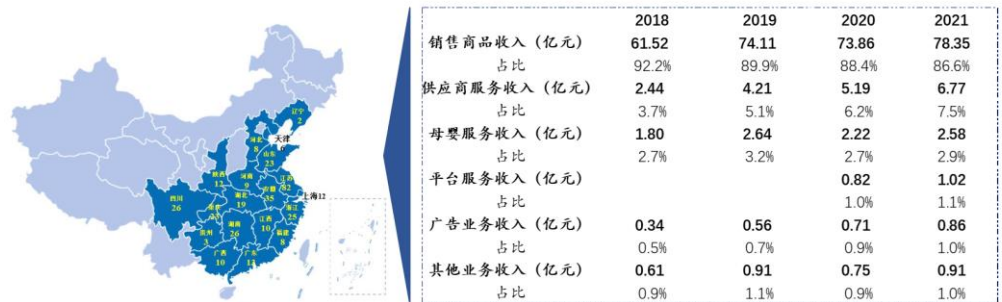 辽宁
2
河北
8
天津
6
山东
23
陕西
12
河南
9
江苏
82
上海12
四川
26
湖北
19
安徽
35
重庆
浙江
25
贵州
3
湖南
26
江西
10
福建
8
广西
10
广东
13
2018 2019 2020 2021
销售商品收入（亿元） 61.52 74.11 73.86 78.35
占比 92.2% 89.9% 88.4% 86.6%
供应商服务收入（亿元） 2.44 4.21 5.19 6.77
占比 3.7% 5.1% 6.2% 7.5%
母婴服务收入（亿元） 1.80 2.64 2.22 2.58
占比 2.7% 3.2% 2.7% 2.9%
平台服务收入（亿元） 0.82 1.02
1.0% 1.1%
广告业务收入（亿元） 0.34 0.56 0.71 0.86
占比 0.5% 0.7% 0.9% 1.0%
其他业务收入（亿元） 0.61 0.91 0.75 0.91
占比 0.9% 1.1% 0.9% 1.0%